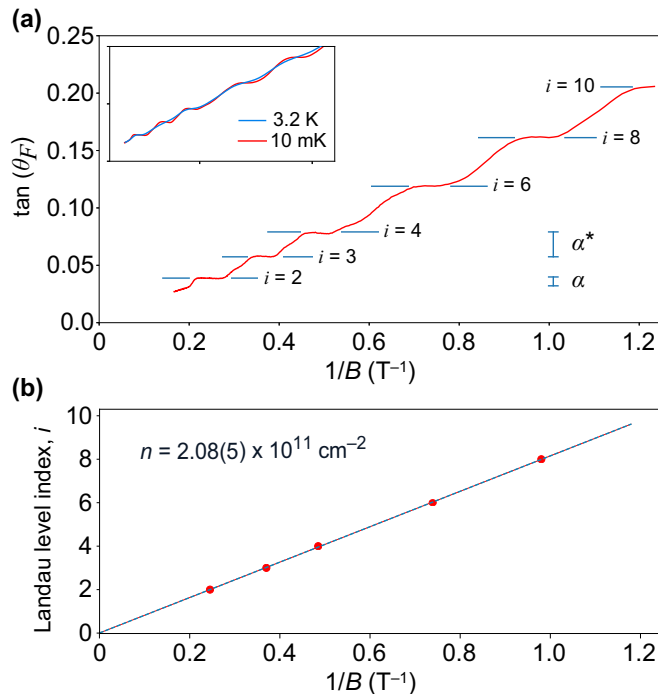 (a)
0.25
0.20
0.15
0.10
0.05
0.0
tan (θF)
3.2 K
10 mK
i = 10
i = 8
i = 6
i = 4
i = 3
i = 2
α*
α
0.2 0.4 0.6 0.8 1.0 1.2
1/B (T⁻¹)
(b)
10
8
6
4
2
0
Landau level index, i
n = 2.08(5) x 10¹¹ cm⁻²
0 0.2 0.4 0.6 0.8 1.0 1.2
1/B (T⁻¹)